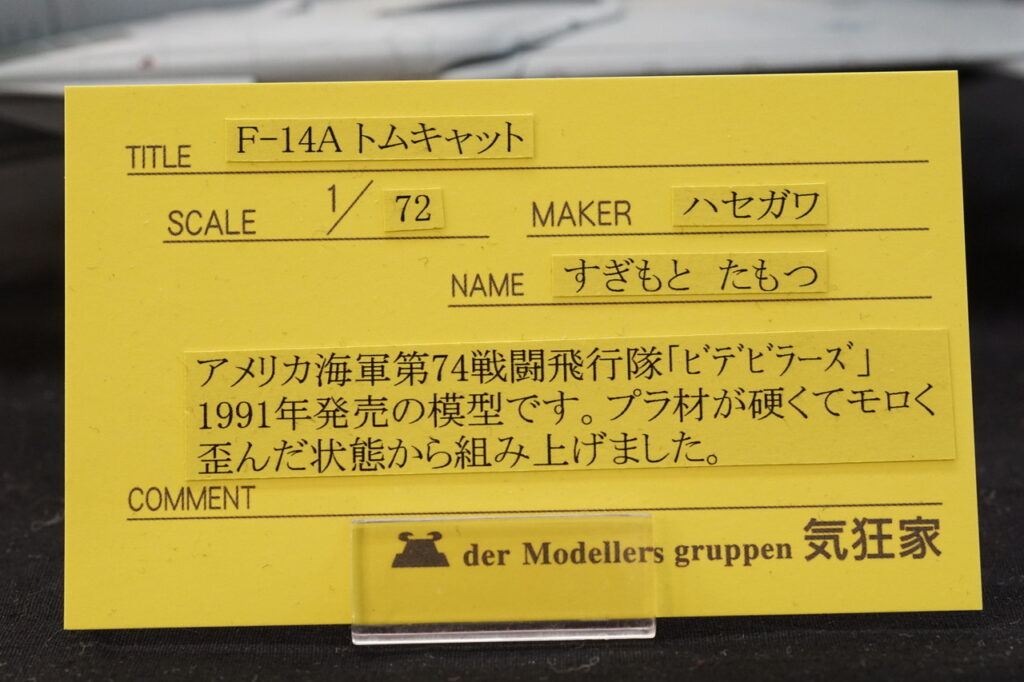 TITLE F-14A トムキャット
SCALE 1/72 MAKER ハセガワ
NAME すぎもと たもつ
アメリカ海軍第74戦闘飛行隊「ﾋﾞデﾋﾞラーズﾞ」
1991年発売の模型です。プラ材が硬くてモロく
歪んだ状態から組み上げました。
COMMENT
der Modellers gruppen 気狂家